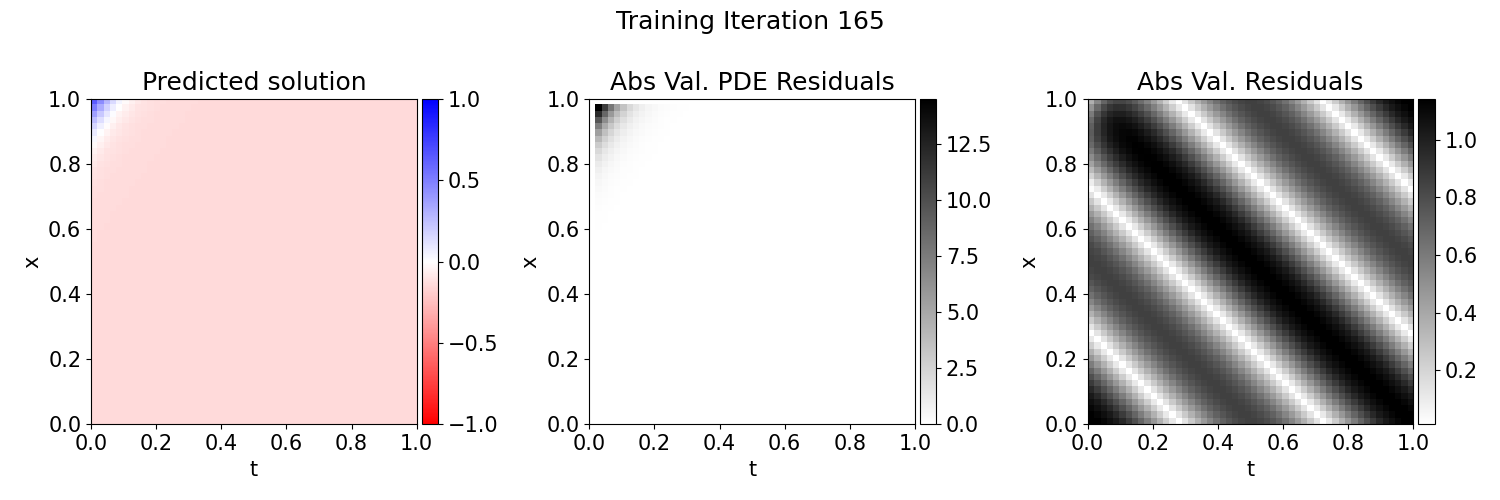 Training Iteration 165
Predicted solution
Abs Val. PDE Residuals
Abs Val. Residuals
1.0
0.8
0.6
0.4
0.2
0.0
x
0.0 0.2 0.4 0.6 0.8 1.0
t
1.0
0.5
0.0
−0.5
−1.0
1.0
0.8
0.6
0.4
0.2
0.0
x
0.0 0.2 0.4 0.6 0.8 1.0
t
12.5
10.0
7.5
5.0
2.5
0.0
1.0
0.8
0.6
0.4
0.2
0.0
x
0.0 0.2 0.4 0.6 0.8 1.0
t
1.0
0.8
0.6
0.4
0.2